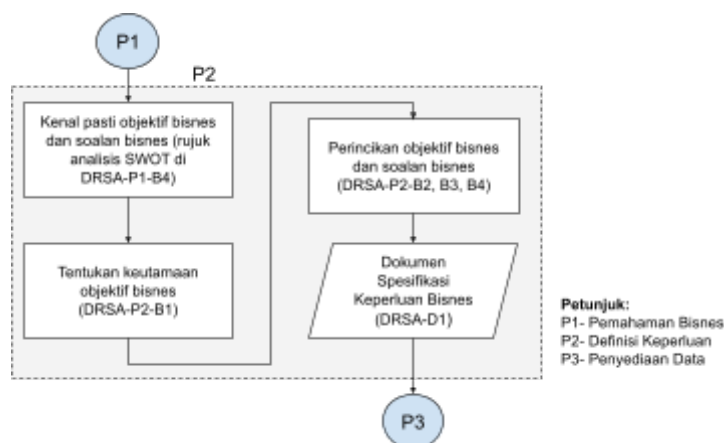 P1
P2
Kenal pasti objektif bisnes
dan soalan bisnes (rujuk
analisis SWOT di
DRSA-P1-B4)
Tentukan keutamaan
objektif bisnes
(DRSA-P2-B1)
Perincikan objektif bisnes
dan soalan bisnes
(DRSA-P2-B2, B3, B4)
Dokumen
Spesifikasi
Keperluan Bisnes
(DRSA-D1)
P3
Petunjuk:
P1- Pemahaman Bisnes
P2- Definisi Keperluan
P3- Penyediaan Data